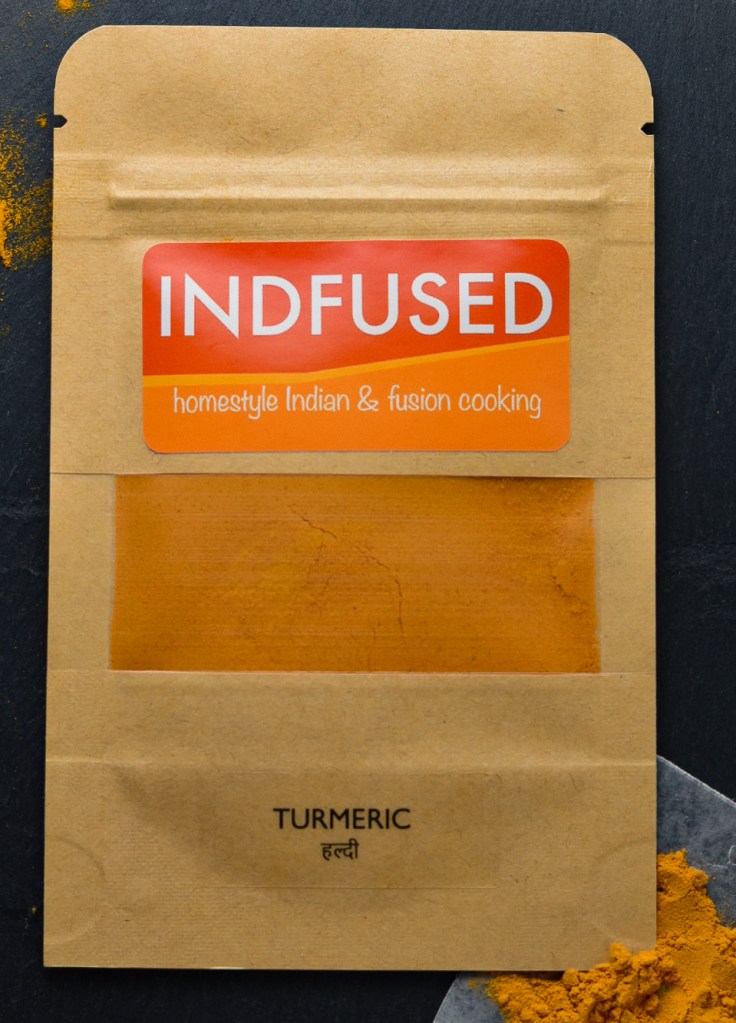 INDFUSED
homestyle Indian & fusion cooking
TURMERIC
हल्दी